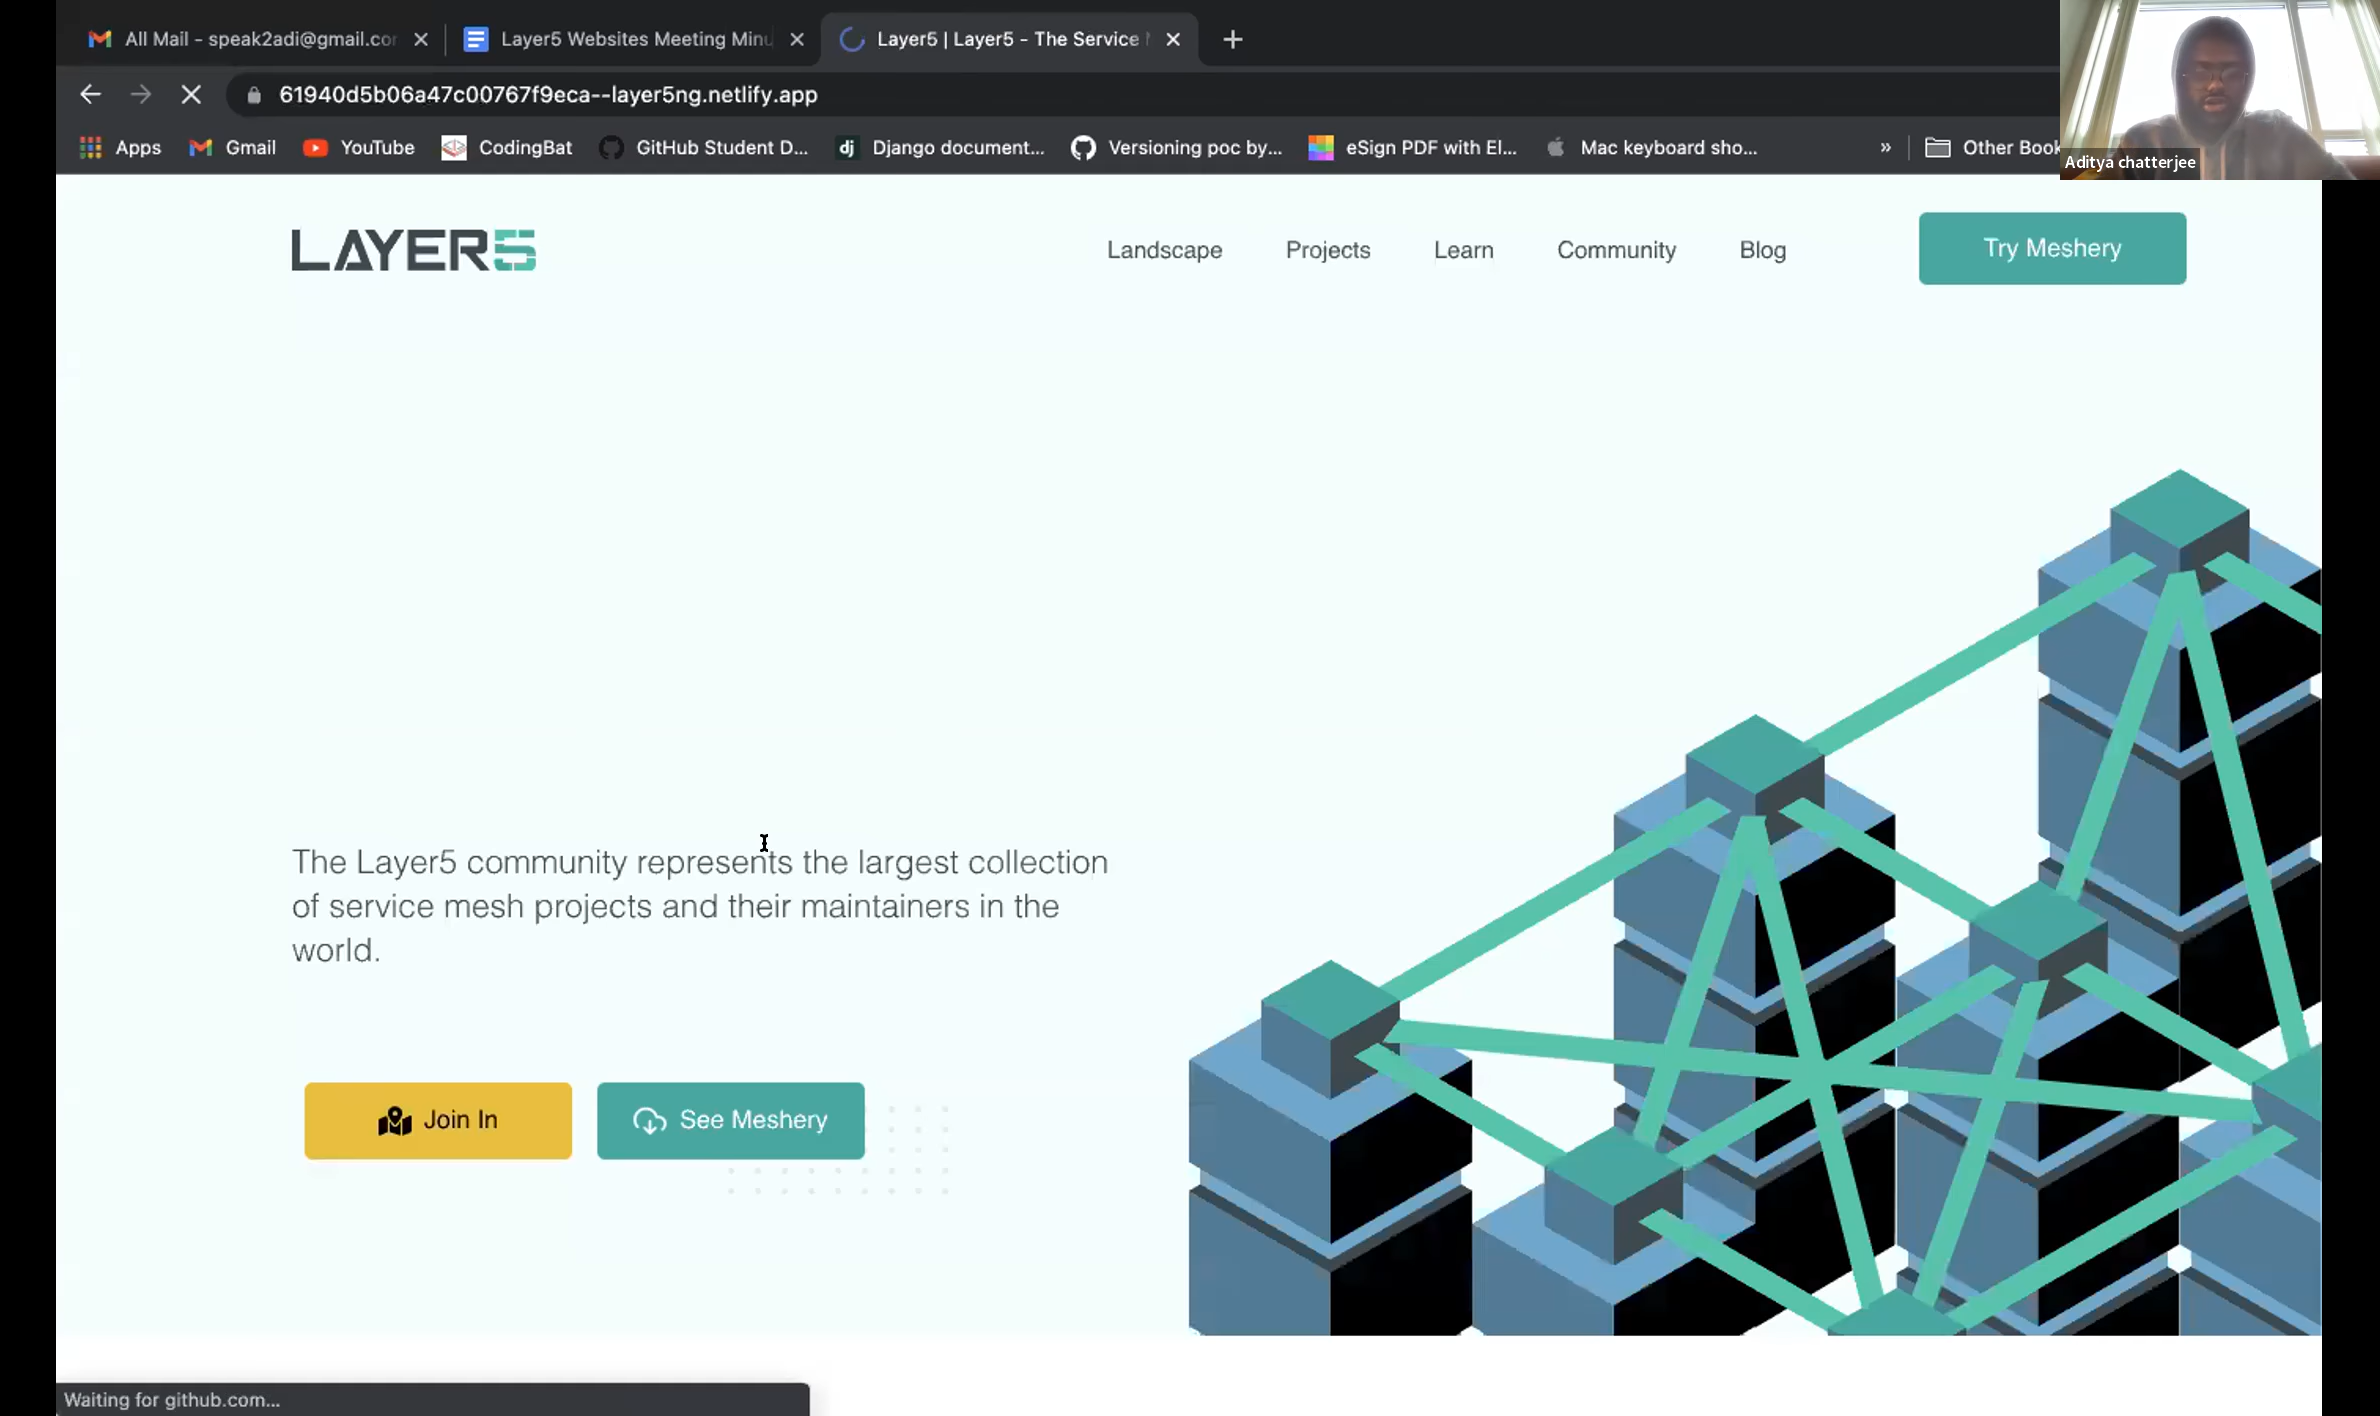 All Mail - speak2adi@gmail.co
Layer5 Websites Meeting Minu
Layer5 | Layer5 - The Service
61940d5b06a47c00767f9eca--layer5ng.netlify.app
Apps
Gmail
YouTube
CodingBat
GitHub Student D...
dj
Django document...
Versioning poc by...
eSign PDF with El...
Mac keyboard sho...
»
Other Book
Aditya chatterjee
LAYER5
Landscape
Projects
Learn
Community
Blog
Try Meshery
The Layer5 community represents the largest collection
of service mesh projects and their maintainers in the
world.
Join In
See Meshery
Waiting for github.com...